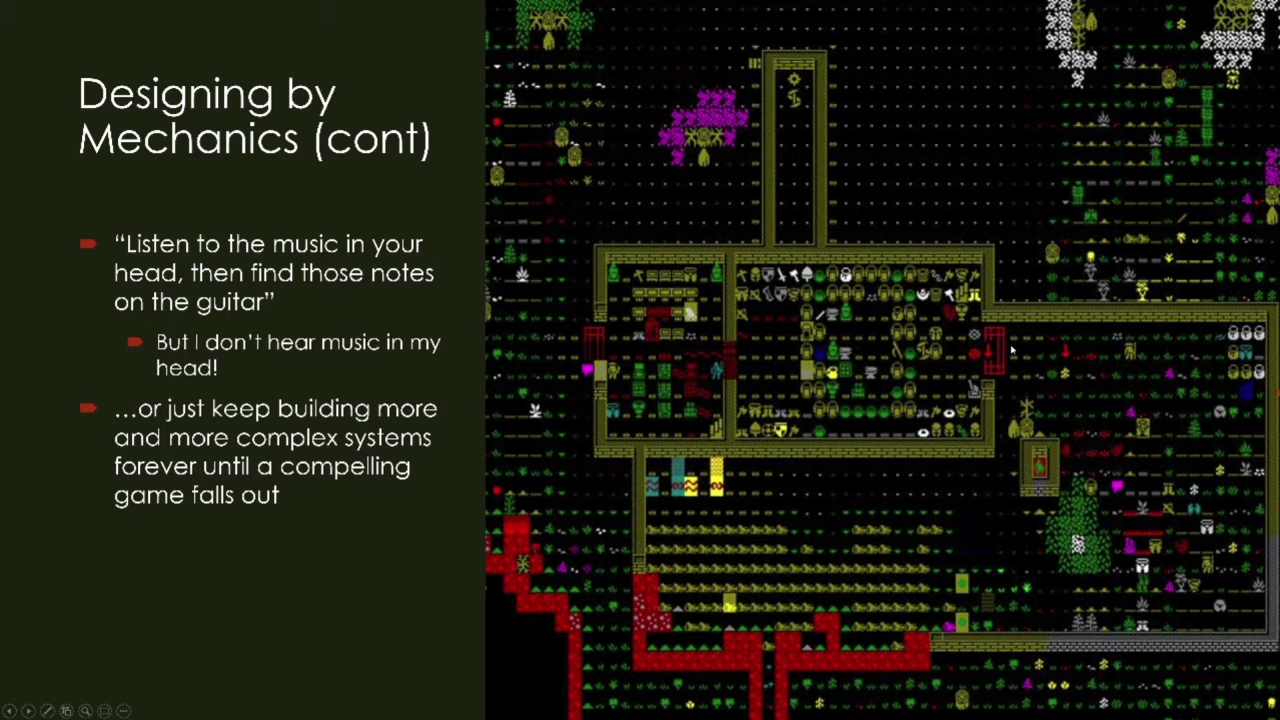 Designing by
Mechanics (cont)
“Listen to the music in your
head, then find those notes
on the guitar”
But I don’t hear music in my
head!
…or just keep building more
and more complex systems
forever until a compelling
game falls out